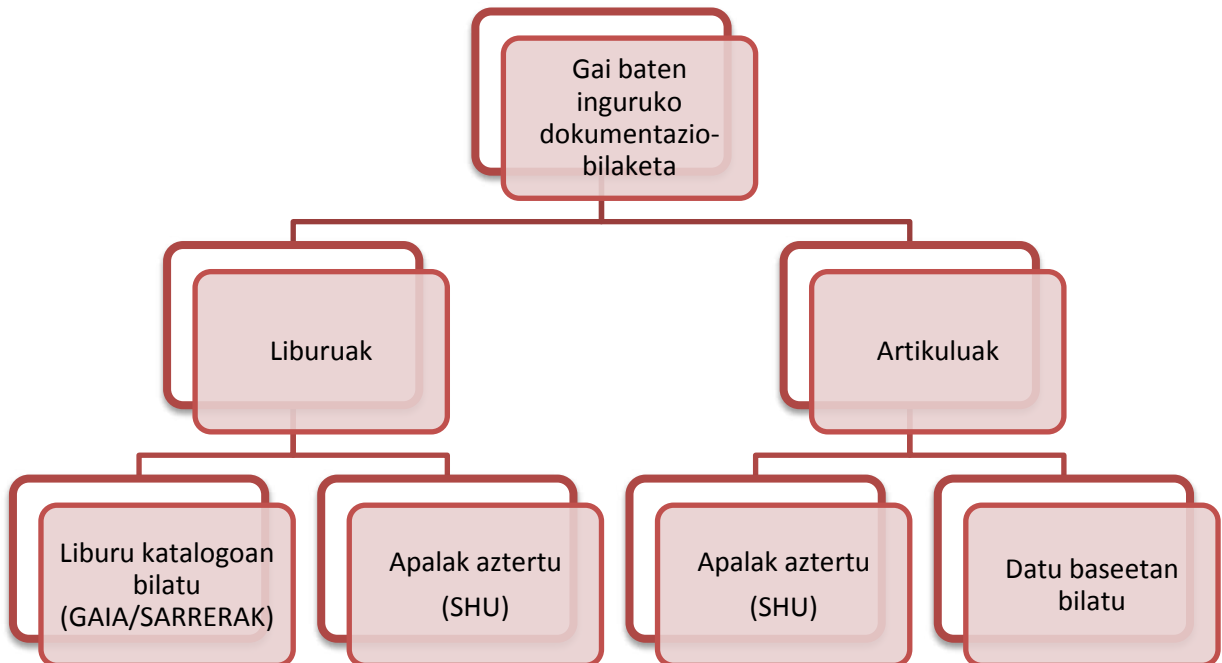 Gai baten
inguruko
dokumentazio-
bilaketa
Liburuak
Artikuluak
Liburu katalogoan
bilatu
(GAIA/SARRERAK)
Apalak aztertu
(SHU)
Apalak aztertu
(SHU)
Datu baseetan
bilatu